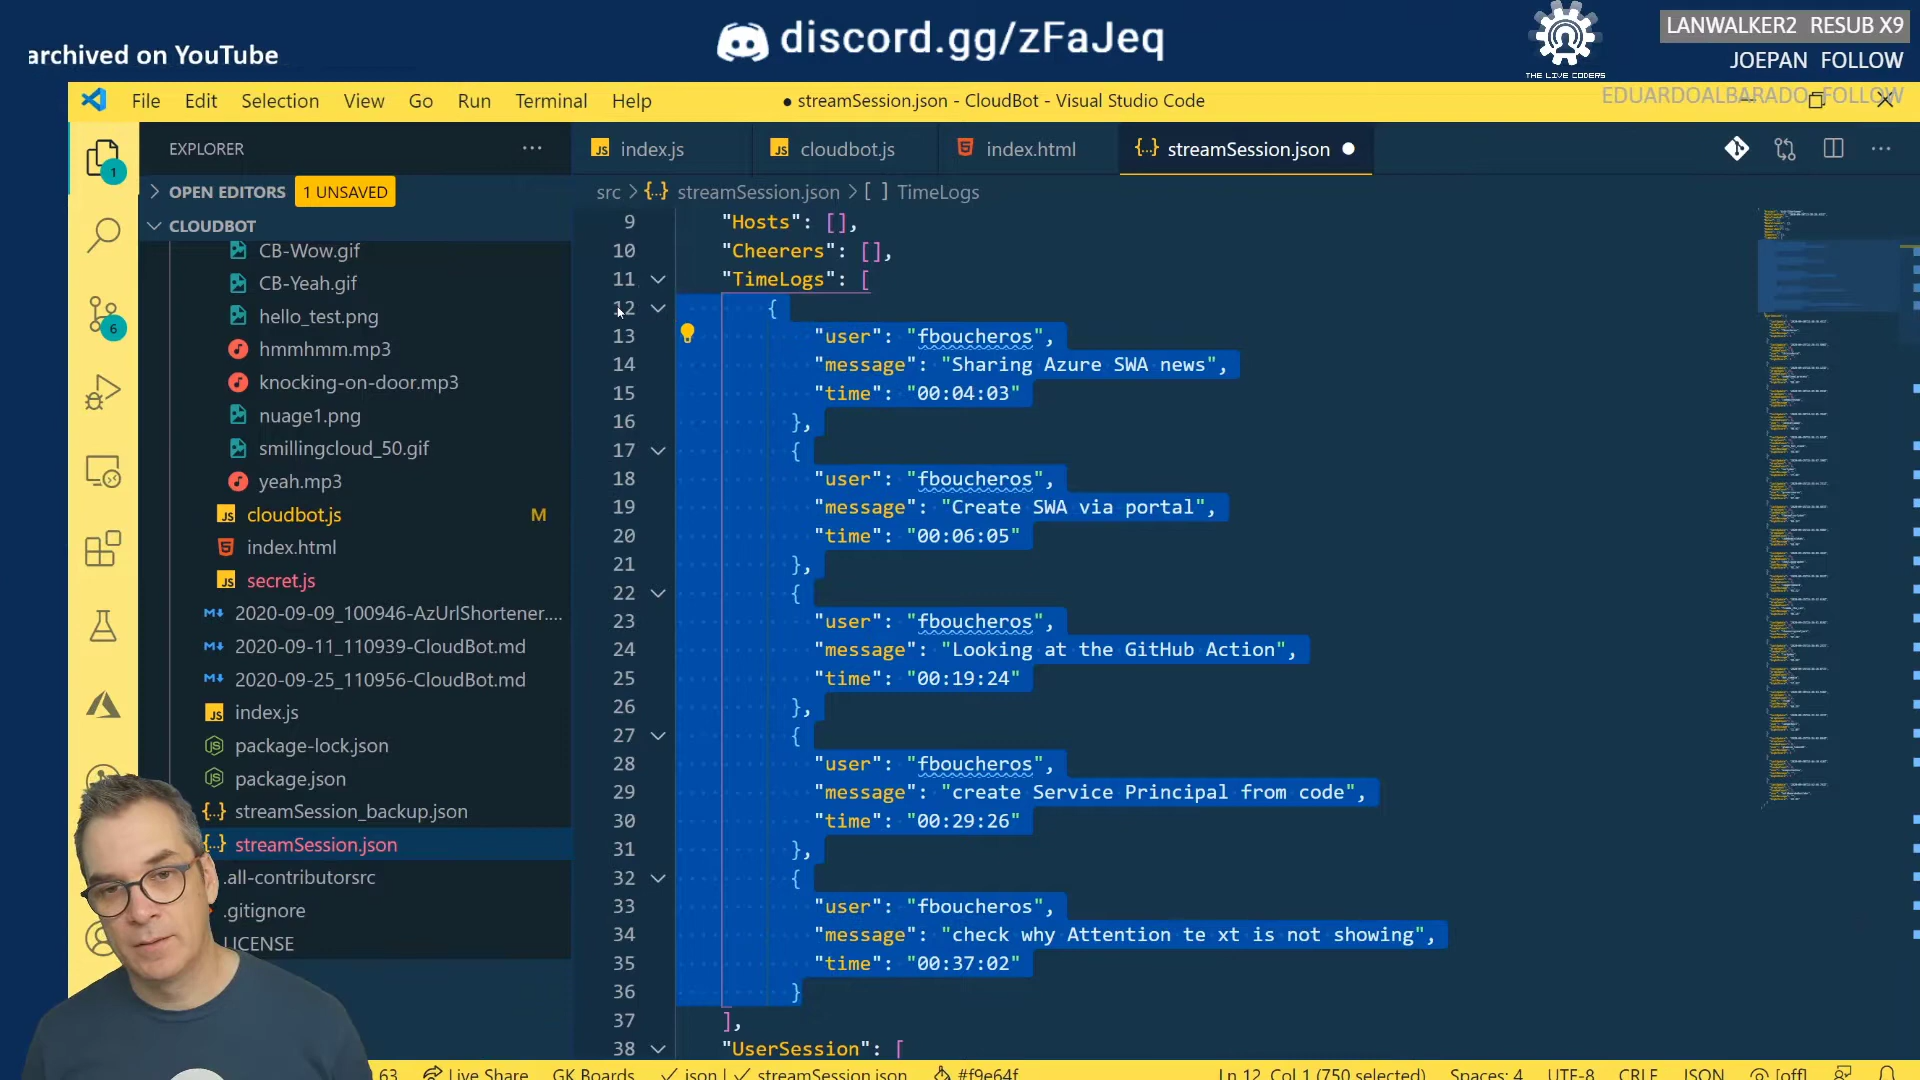 archived on YouTube
discord.gg/zFaJeq
THE LIVE CODERS
LANWALKER2 RESUB X9
JOEPAN FOLLOW
EDUARDOALBARADO FOLLOW
File Edit Selection View Go Run Terminal Help
● streamSession.json - CloudBot - Visual Studio Code
EXPLORER
index.js
cloudbot.js
index.html
streamSession.json
OPEN EDITORS 1 UNSAVED
src > streamSession.json > [ ] TimeLogs
CLOUDBOT
CB-Wow.gif
CB-Yeah.gif
hello_test.png
hmmhmm.mp3
knocking-on-door.mp3
nuage1.png
smillingcloud_50.gif
yeah.mp3
cloudbot.js M
index.html
secret.js
2020-09-09_100946-AzUrlShortener....
2020-09-11_110939-CloudBot.md
2020-09-25_110956-CloudBot.md
index.js
package-lock.json
package.json
streamSession_backup.json
streamSession.json
.all-contributorsrc
.gitignore
LICENSE
1
6
9 "Hosts": [],
10 "Cheerers": [],
11 "TimeLogs": [
12 {
13 "user": "fboucheros",
14 "message": "Sharing Azure SWA news",
15 "time": "00:04:03"
16 },
17 {
18 "user": "fboucheros",
19 "message": "Create SWA via portal",
20 "time": "00:06:05"
21 },
22 {
23 "user": "fboucheros",
24 "message": "Looking at the GitHub Action",
25 "time": "00:19:24"
26 },
27 {
28 "user": "fboucheros",
29 "message": "create Service Principal from code",
30 "time": "00:29:26"
31 },
32 {
33 "user": "fboucheros",
34 "message": "check why Attention te xt is not showing",
35 "time": "00:37:02"
36 }
37 ],
38 "UserSession": [
63 Live Share GK Boards ✓ json | ✓ streamSession.json #f9e64f Ln 12, Col 1 (750 selected) Spaces: 4 UTF-8 CRLF JSON [off]